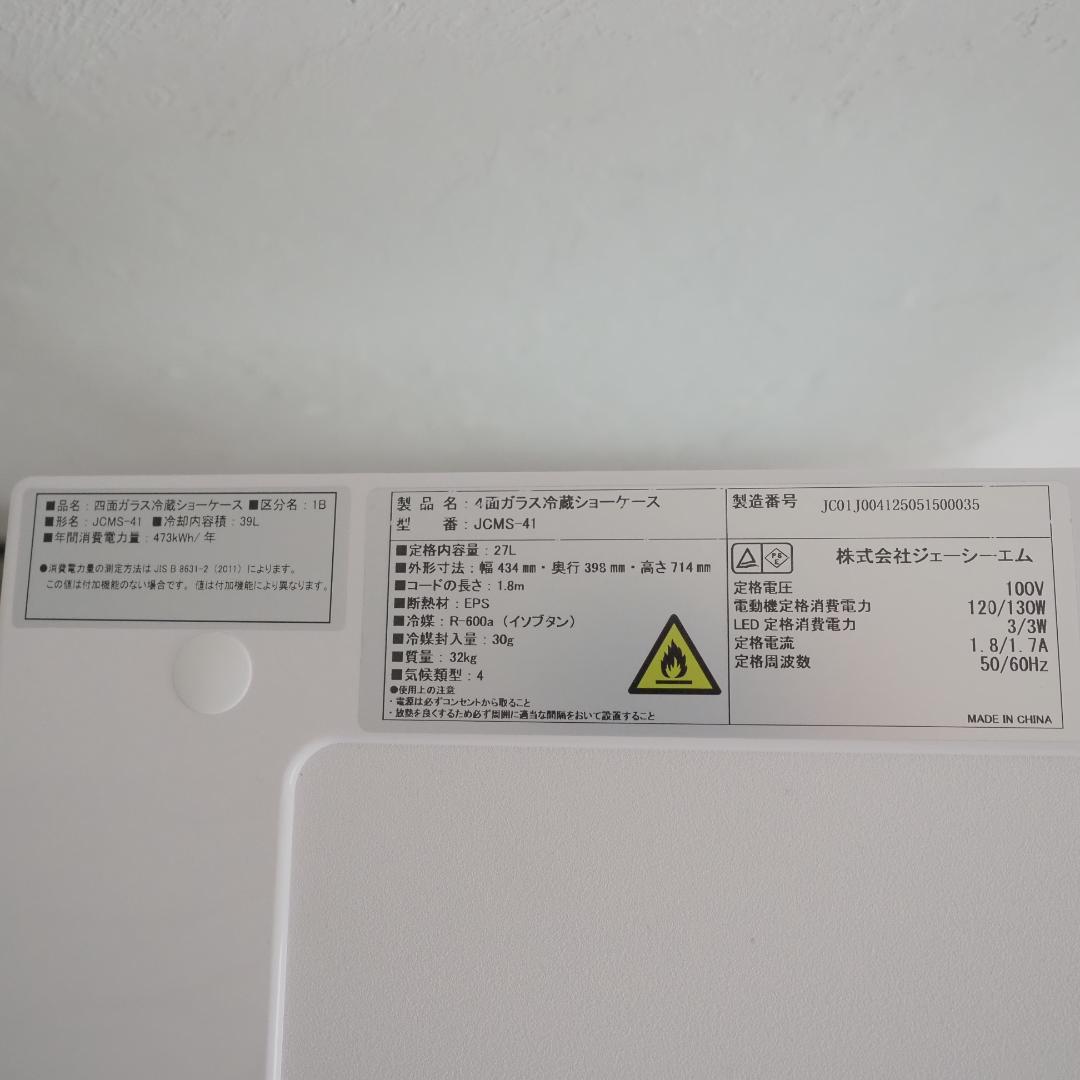 ■品名：四面ガラス冷蔵ショーケース ■区分名：1B
■形名：JCMS-41 ■冷却内容積：39L
■年間消費電力量：473kWh/年
●消費電力量の測定方法は JIS B 8631-2（2011）によります。
この値は付加機能のない場合です。値は付加機能により異なります。
製品名：4面ガラス冷蔵ショーケース
型番：JCMS-41
■定格内容量：27L
■外形寸法：幅 434 mm・奥行 398 mm・高さ 714 mm
■コードの長さ：1.8m
■断熱材：EPS
■冷媒：R-600a（イソブタン）
■冷媒封入量：30g
■質量：32kg
■気候類型：4
●使用上の注意
・電源は必ずコンセントから取ること
・放熱を良くするため必ず周囲に適当な間隔をおいて設置すること
製造番号 JC01J004125051500035
PSE 株式会社ジェーシーエム
定格電圧 100V
電動機定格消費電力 120/130W
LED 定格消費電力 3/3W
定格電流 1.8/1.7A
定格周波数 50/60Hz
MADE IN CHINA